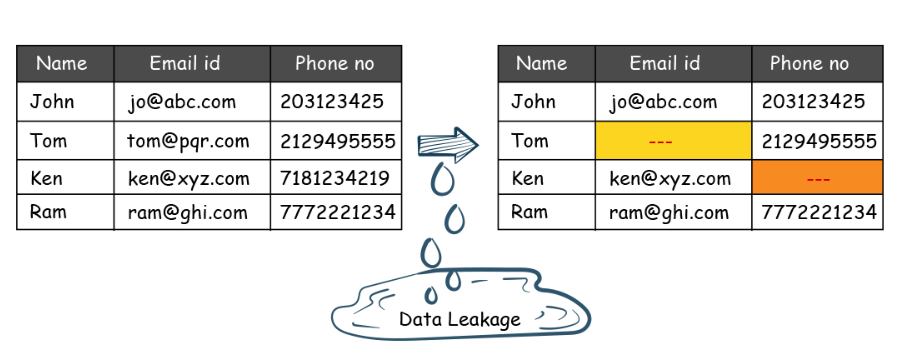 Name Email id Phone no
John jo@abc.com 203123425
Tom tom@pqr.com 2129495555
Ken ken@xyz.com 7181234219
Ram ram@ghi.com 7772221234
Name Email id Phone no
John jo@abc.com 203123425
Tom --- 2129495555
Ken ken@xyz.com ---
Ram ram@ghi.com 7772221234
Data Leakage